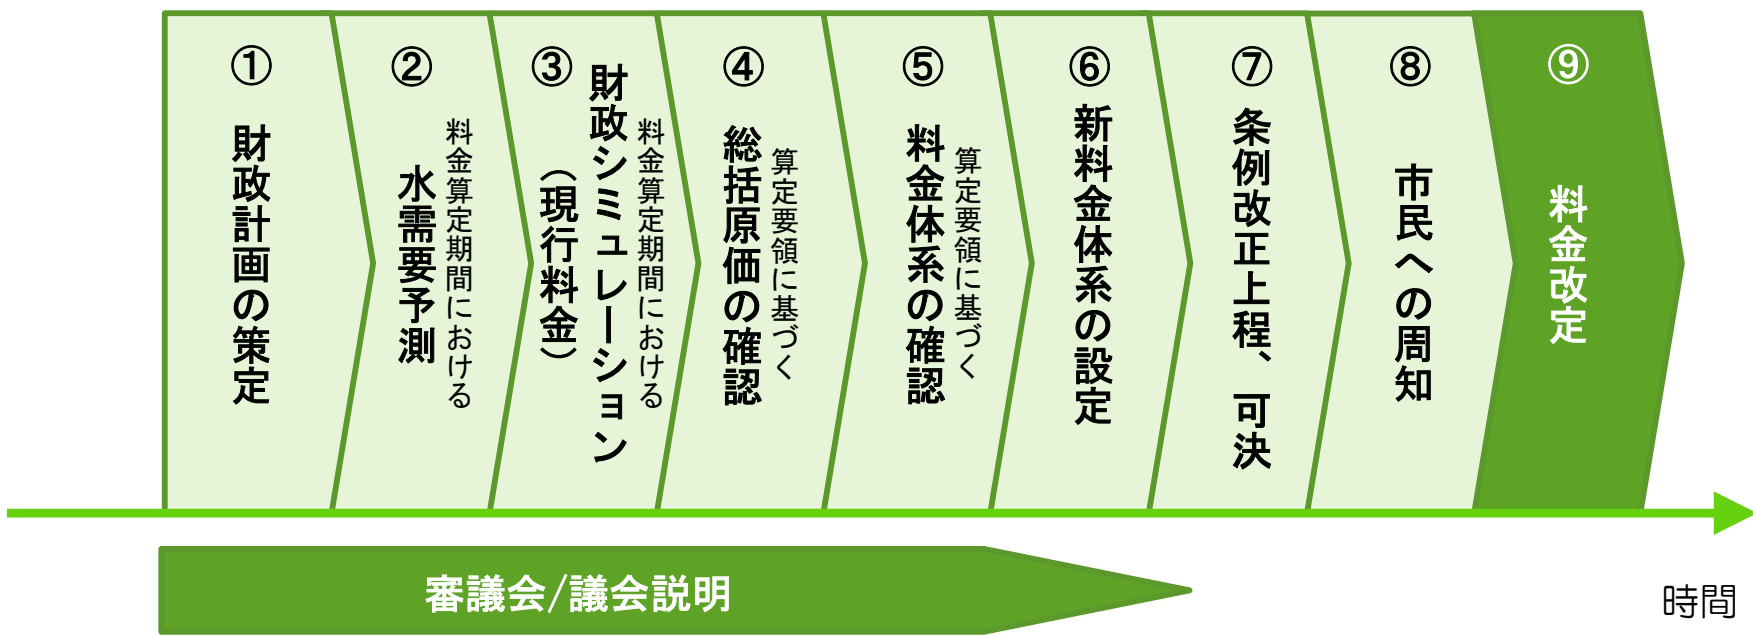 ①
財政計画の策定
②
料金算定期間における
水需要予測
③
料金算定期間における
財政シミュレーション
（現行料金）
④
算定要領に基づく
総括原価の確認
⑤
算定要領に基づく
料金体系の確認
⑥
新料金体系の設定
⑦
条例改正上程、可決
⑧
市民への周知
⑨
料金改定
審議会/議会説明
時間